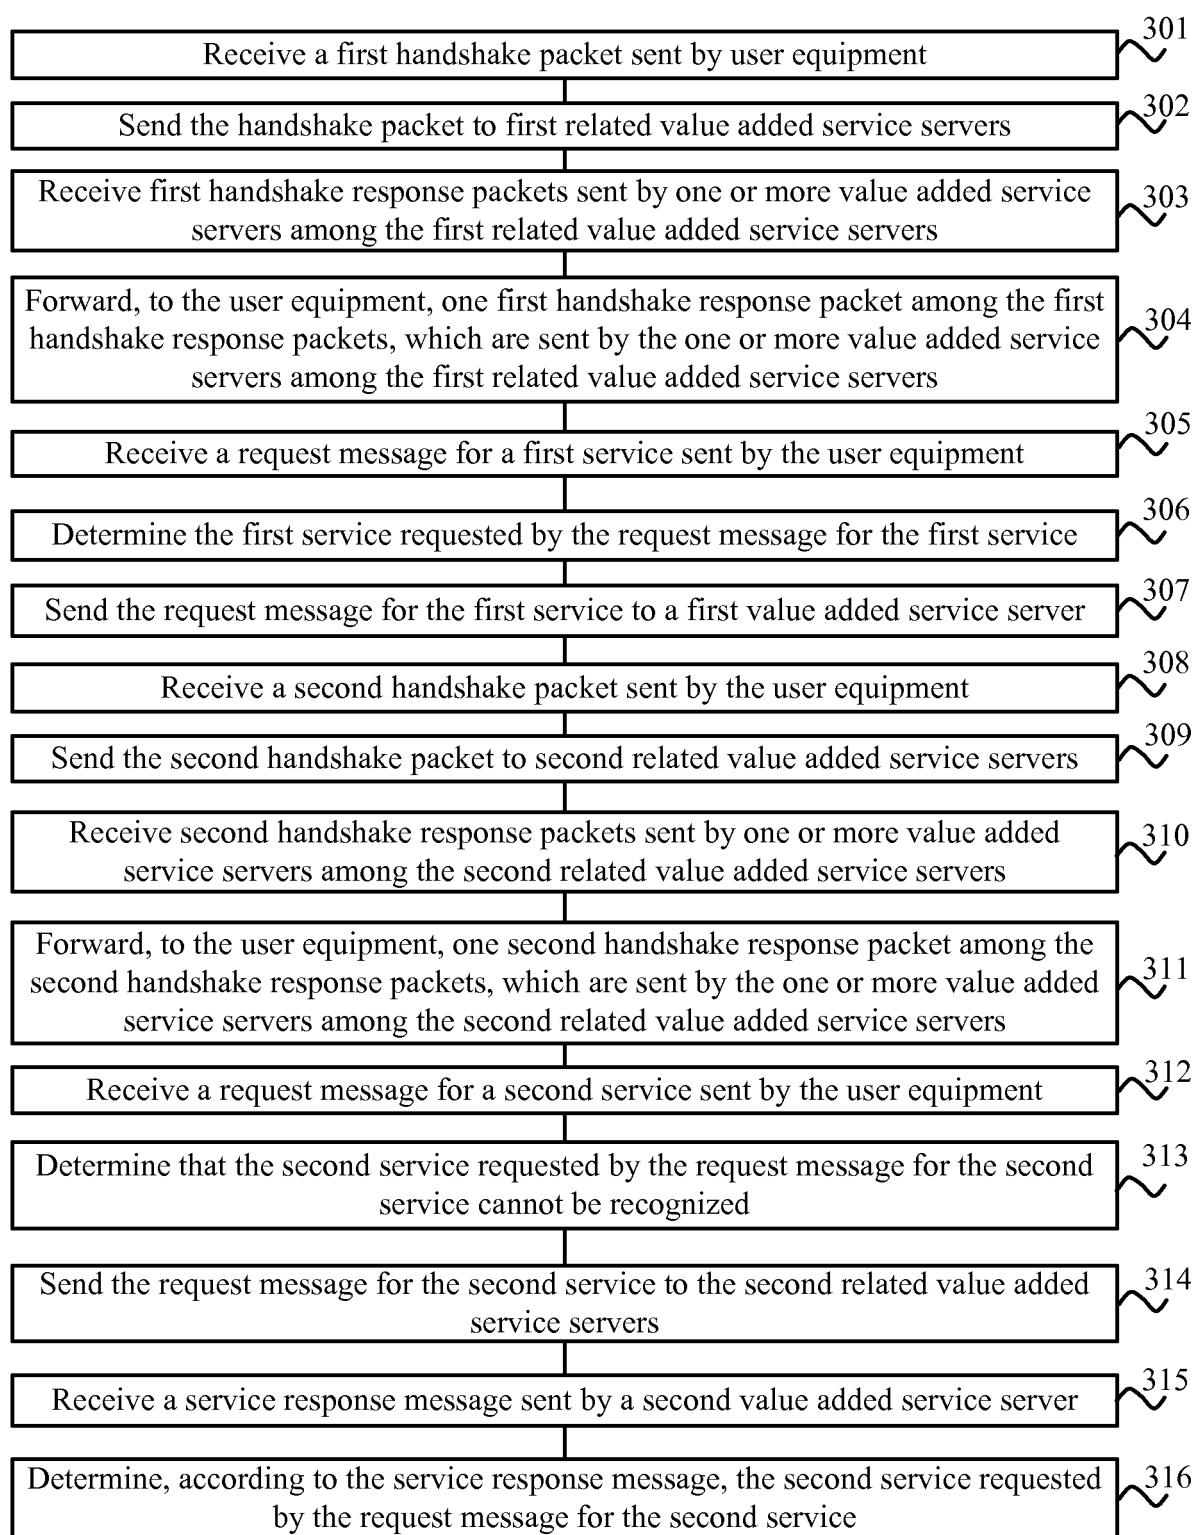 301
Receive a first handshake packet sent by user equipment
302
Send the handshake packet to first related value added service servers
303
Receive first handshake response packets sent by one or more value added service
servers among the first related value added service servers
304
Forward, to the user equipment, one first handshake response packet among the first
handshake response packets, which are sent by the one or more value added service
servers among the first related value added service servers
305
Receive a request message for a first service sent by the user equipment
306
Determine the first service requested by the request message for the first service
307
Send the request message for the first service to a first value added service server
308
Receive a second handshake packet sent by the user equipment
309
Send the second handshake packet to second related value added service servers
310
Receive second handshake response packets sent by one or more value added
service servers among the second related value added service servers
311
Forward, to the user equipment, one second handshake response packet among the
second handshake response packets, which are sent by the one or more value added
service servers among the second related value added service servers
312
Receive a request message for a second service sent by the user equipment
313
Determine that the second service requested by the request message for the second
service cannot be recognized
314
Send the request message for the second service to the second related value added
service servers
315
Receive a service response message sent by a second value added service server
316
Determine, according to the service response message, the second service requested
by the request message for the second service